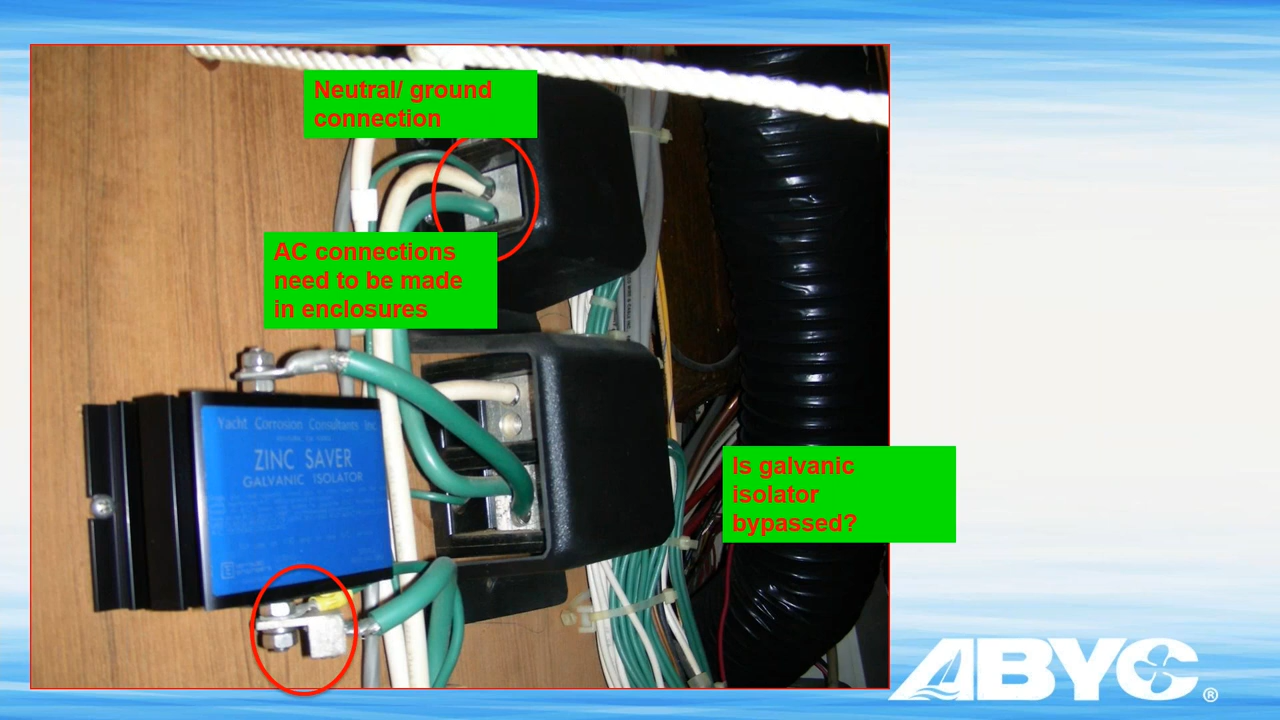 Neutral/ ground
connection
AC connections
need to be made
in enclosures
Yacht Corrosion Consultants Inc.
ZINC SAVER
GALVANIC ISOLATOR
Is galvanic
isolator
bypassed?
ABYC®